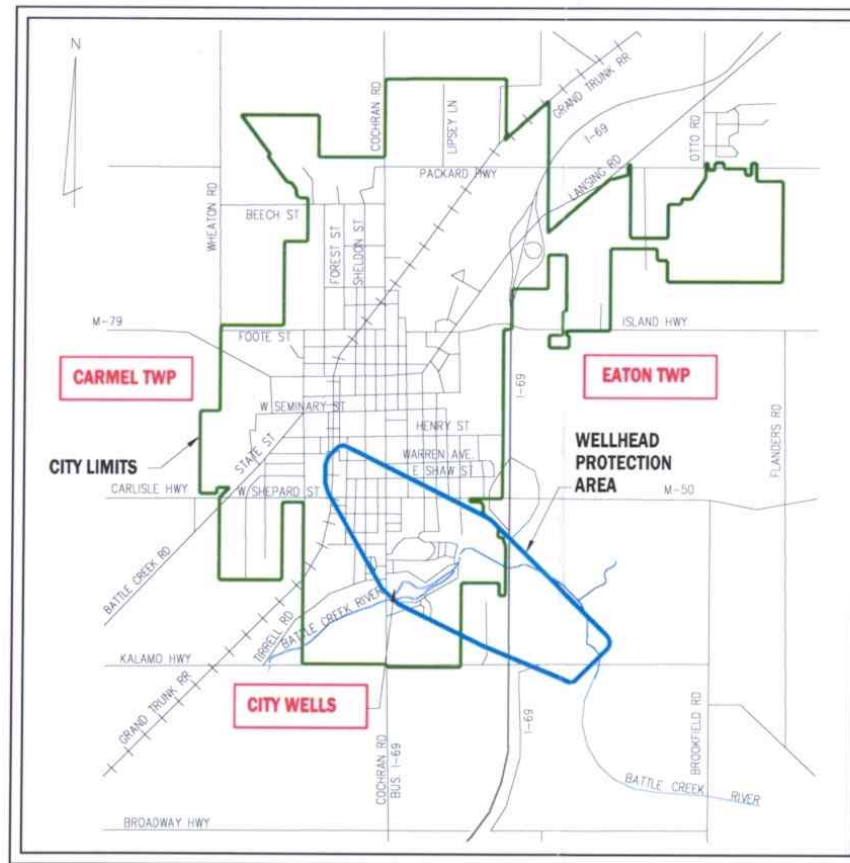 N
COCHRAN RD
LIPSEY LN
GRAND TRUNK RR
I-69
I-69
LANSING RD
OTTO RD
PACKARD HWY
WHEATON RD
BEECH ST
FOREST ST
SHELDON ST
M-79
FOOTE ST
ISLAND HWY
CARMEL TWP
EATON TWP
I-69
W SEMINARY ST
HENRY ST
STATE ST
WARREN AVE.
E SHAW ST
WELLHEAD
PROTECTION
AREA
FLANDERS RD
CITY LIMITS
CARLISLE HWY
W/SHEPARD ST
M-50
BATTLE CREEK RD
TIRRELL RD
BATTLE CREEK RIVER
KALAMO HWY
GRAND TRUNK RR
CITY WELLS
I-69
BROOKFIELD RD
COCHRAN RD
BUS. I-69
BATTLE CREEK RIVER
BROADWAY HWY